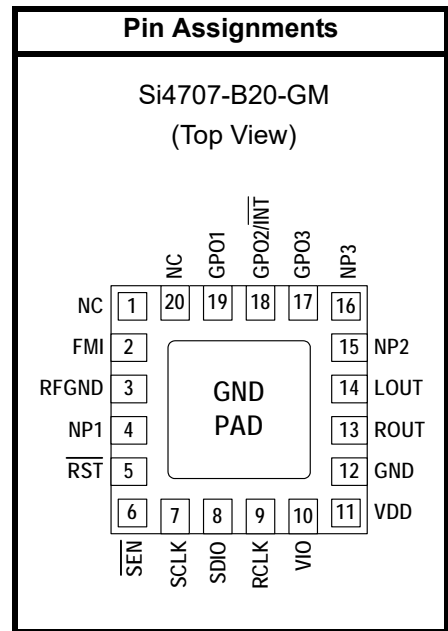 Pin Assignments
Si4707-B20-GM
(Top View)
NC
GPO1
GPO2/INT
GPO3
NP3
20 19 18 17 16
NC 1
FMI 2
RFGND 3
NP1 4
RST 5
GND
PAD
15 NP2
14 LOUT
13 ROUT
12 GND
11 VDD
6 7 8 9 10
SEN
SCLK
SDIO
RCLK
VIO